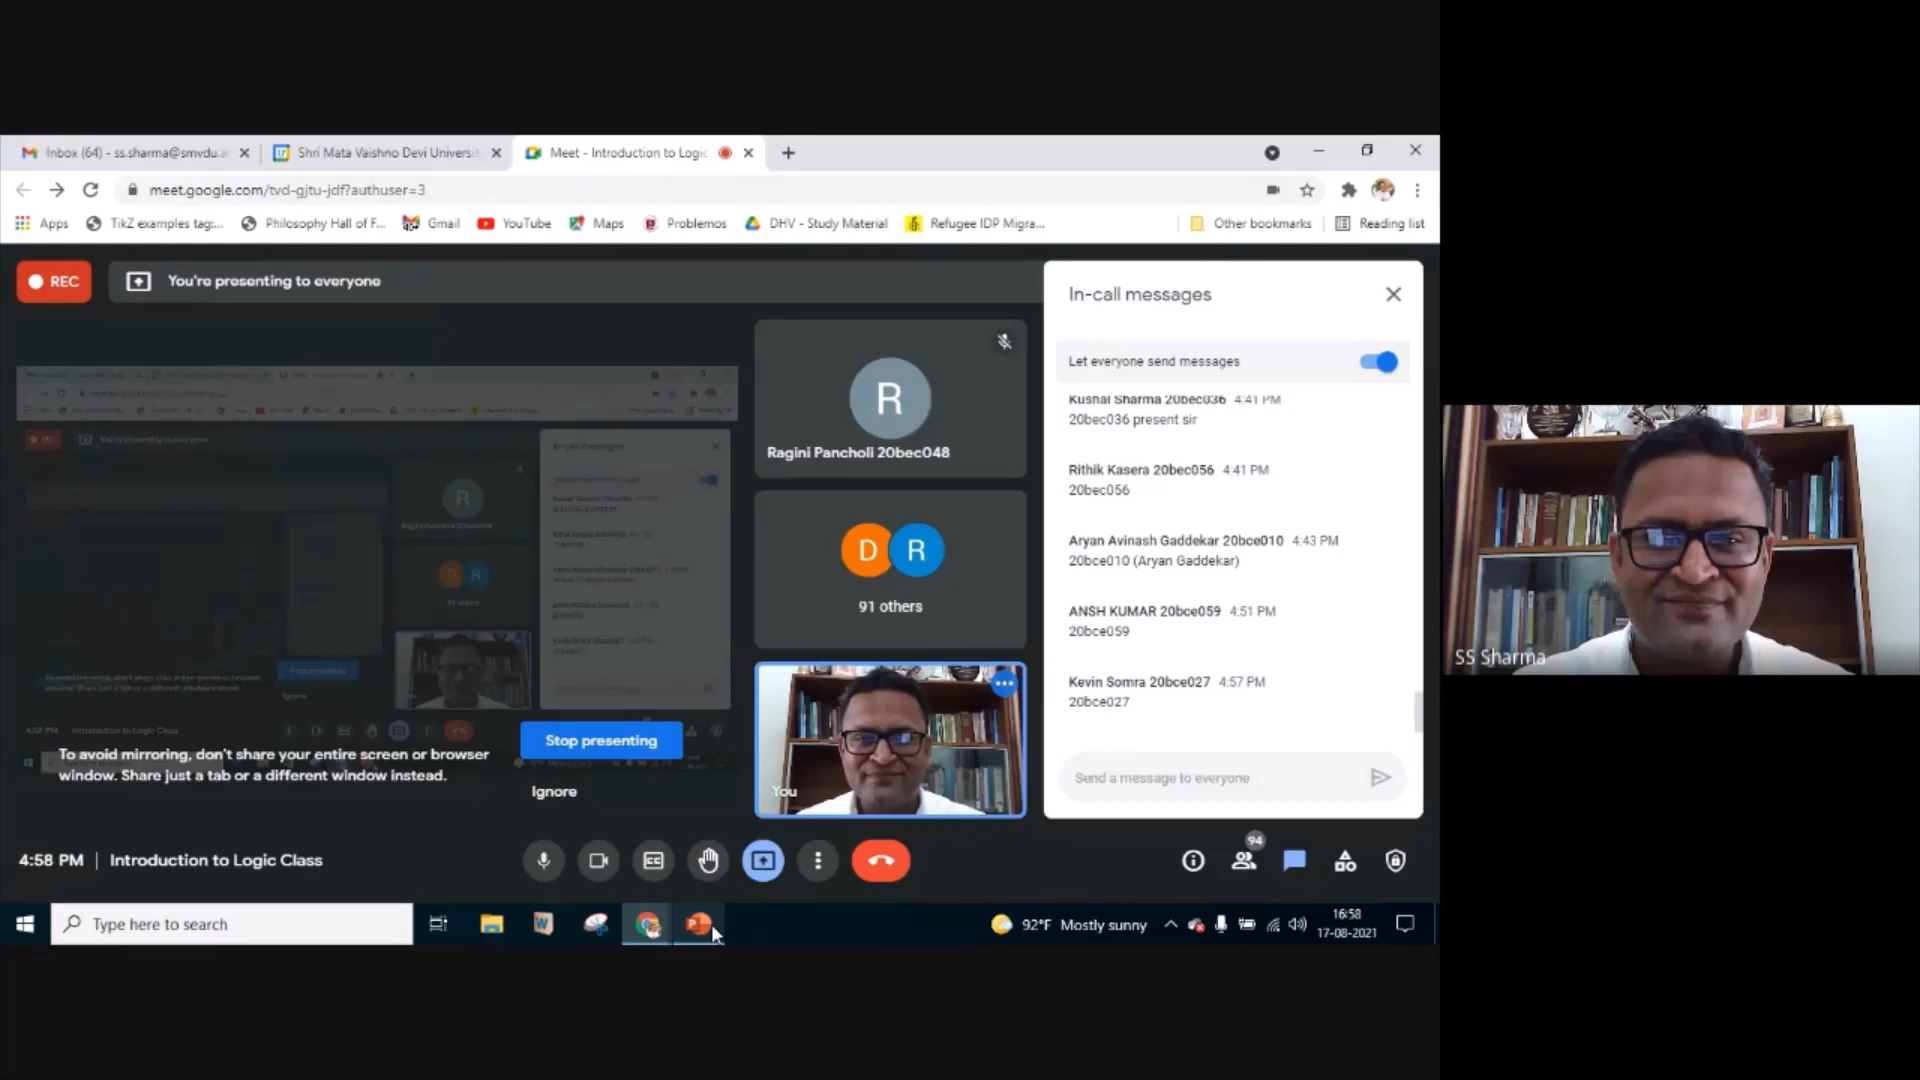 Inbox (64) - ss.sharma@smvdu.a
Shri Mata Vaishno Devi Universit
Meet - Introduction to Logic
meet.google.com/tvd-gjtu-jdf?authuser=3
Apps
TikZ examples tag:...
Philosophy Hall of F...
Gmail
YouTube
Maps
Problemos
DHV - Study Material
Refugee IDP Migra...
Other bookmarks
Reading list
REC
You're presenting to everyone
R
Ragini Pancholi 20bec048
D R
91 others
You
To avoid mirroring, don't share your entire screen or browser
window. Share just a tab or a different window instead.
Stop presenting
Ignore
In-call messages
Let everyone send messages
Kushal Sharma 20bec036 4:41 PM
20bec036 present sir
Rithik Kasera 20bec056 4:41 PM
20bec056
Aryan Avinash Gaddekar 20bce010 4:43 PM
20bce010 (Aryan Gaddekar)
ANSH KUMAR 20bce059 4:51 PM
20bce059
Kevin Somra 20bce027 4:57 PM
20bce027
Send a message to everyone
SS Sharma
4:58 PM | Introduction to Logic Class
94
Type here to search
92°F Mostly sunny
16:58
17-08-2021